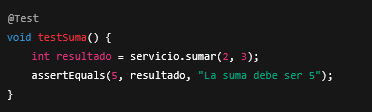 @Test
void testSuma() {
    int resultado = servicio.sumar(2, 3);
    assertEquals(5, resultado, "La suma debe ser 5");
}